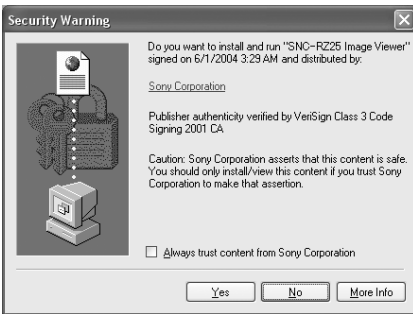 Security Warning
Do you want to install and run "SNC-RZ25 Image Viewer"
signed on 6/1/2004 3:29 AM and distributed by:
Sony Corporation
Publisher authenticity verified by VeriSign Class 3 Code
Signing 2001 CA
Caution: Sony Corporation asserts that this content is safe.
You should only install/view this content if you trust Sony
Corporation to make that assertion.
Always trust content from Sony Corporation
Yes No More Info